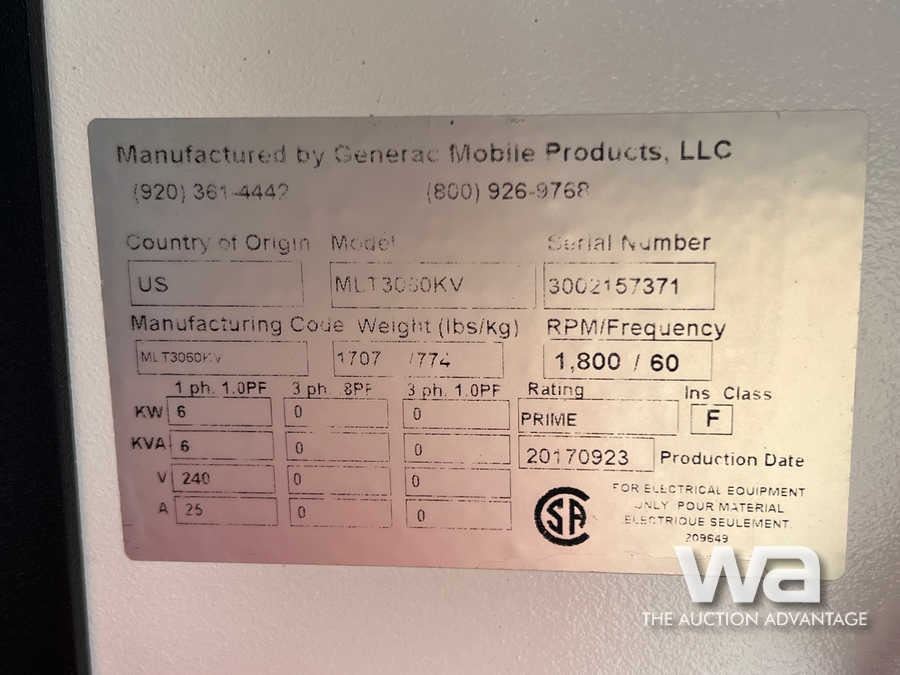 Manufactured by Generac Mobile Products, LLC
(920) 361-4442 (800) 926-9768
Country of Origin Model Serial Number
US MLT3060KV 3002157371
Manufacturing Code Weight (lbs/kg) RPM/Frequency
MLT3060KV 1707 /774 1,800 / 60
1 ph. 1.0PF 3 ph. .8PF 3 ph. 1.0PF Rating Ins Class
KW 6 0 0 PRIME F
KVA 6 0 0 20170923 Production Date
V 240 0 0
A 25 0 0
CSA
FOR ELECTRICAL EQUIPMENT
ONLY POUR MATERIAL
ELECTRIQUE SEULEMENT.
209649
wa
THE AUCTION ADVANTAGE